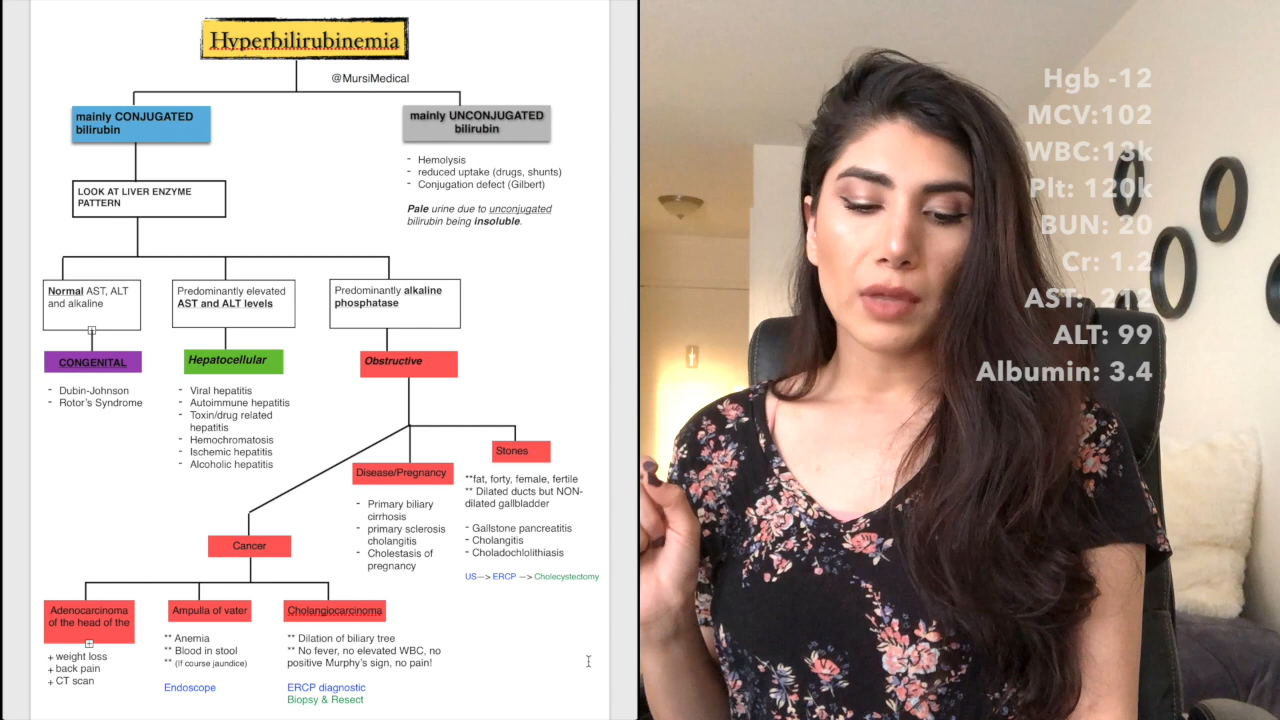 Hyperbilirubinemia
@MursiMedical
mainly CONJUGATED
bilirubin
mainly UNCONJUGATED
bilirubin
- Hemolysis
- reduced uptake (drugs, shunts)
- Conjugation defect (Gilbert)
Pale urine due to unconjugated
bilirubin being insoluble.
LOOK AT LIVER ENZYME
PATTERN
Normal AST, ALT
and alkaline
Predominantly elevated
AST and ALT levels
Predominantly alkaline
phosphatase
CONGENITAL
- Dubin-Johnson
- Rotor's Syndrome
Hepatocellular
- Viral hepatitis
- Autoimmune hepatitis
- Toxin/drug related
hepatitis
- Hemochromatosis
- Ischemic hepatitis
- Alcoholic hepatitis
Obstructive
Stones
**fat, forty, female, fertile
** Dilated ducts but NON-
dilated gallbladder
- Gallstone pancreatitis
- Cholangitis
- Choladochlolithiasis
US—> ERCP —> Cholecystectomy
Disease/Pregnancy
- Primary biliary
cirrhosis
- primary sclerosis
cholangitis
- Cholestasis of
pregnancy
Cancer
Adenocarcinoma
of the head of the
+ weight loss
+ back pain
+ CT scan
Ampulla of vater
** Anemia
** Blood in stool
** (If course jaundice)
Endoscope
Cholangiocarcinoma
** Dilation of biliary tree
** No fever, no elevated WBC, no
positive Murphy's sign, no pain!
ERCP diagnostic
Biopsy & Resect
Hgb -12
MCV:102
WBC:13k
Plt: 120k
BUN: 20
Cr: 1.2
AST: 212
ALT: 99
Albumin: 3.4